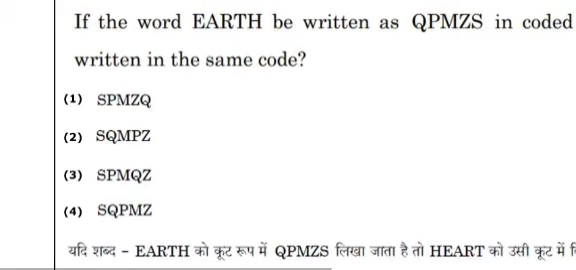 If the word EARTH be written as QPMZS in coded
written in the same code?
(1) SPMZQ
(2) SQMPZ
(3) SPMQZ
(4) SQPMZ
यदि शब्द – EARTH को कूट रूप में QPMZS लिखा जाता है तो HEART को उसी कूट में